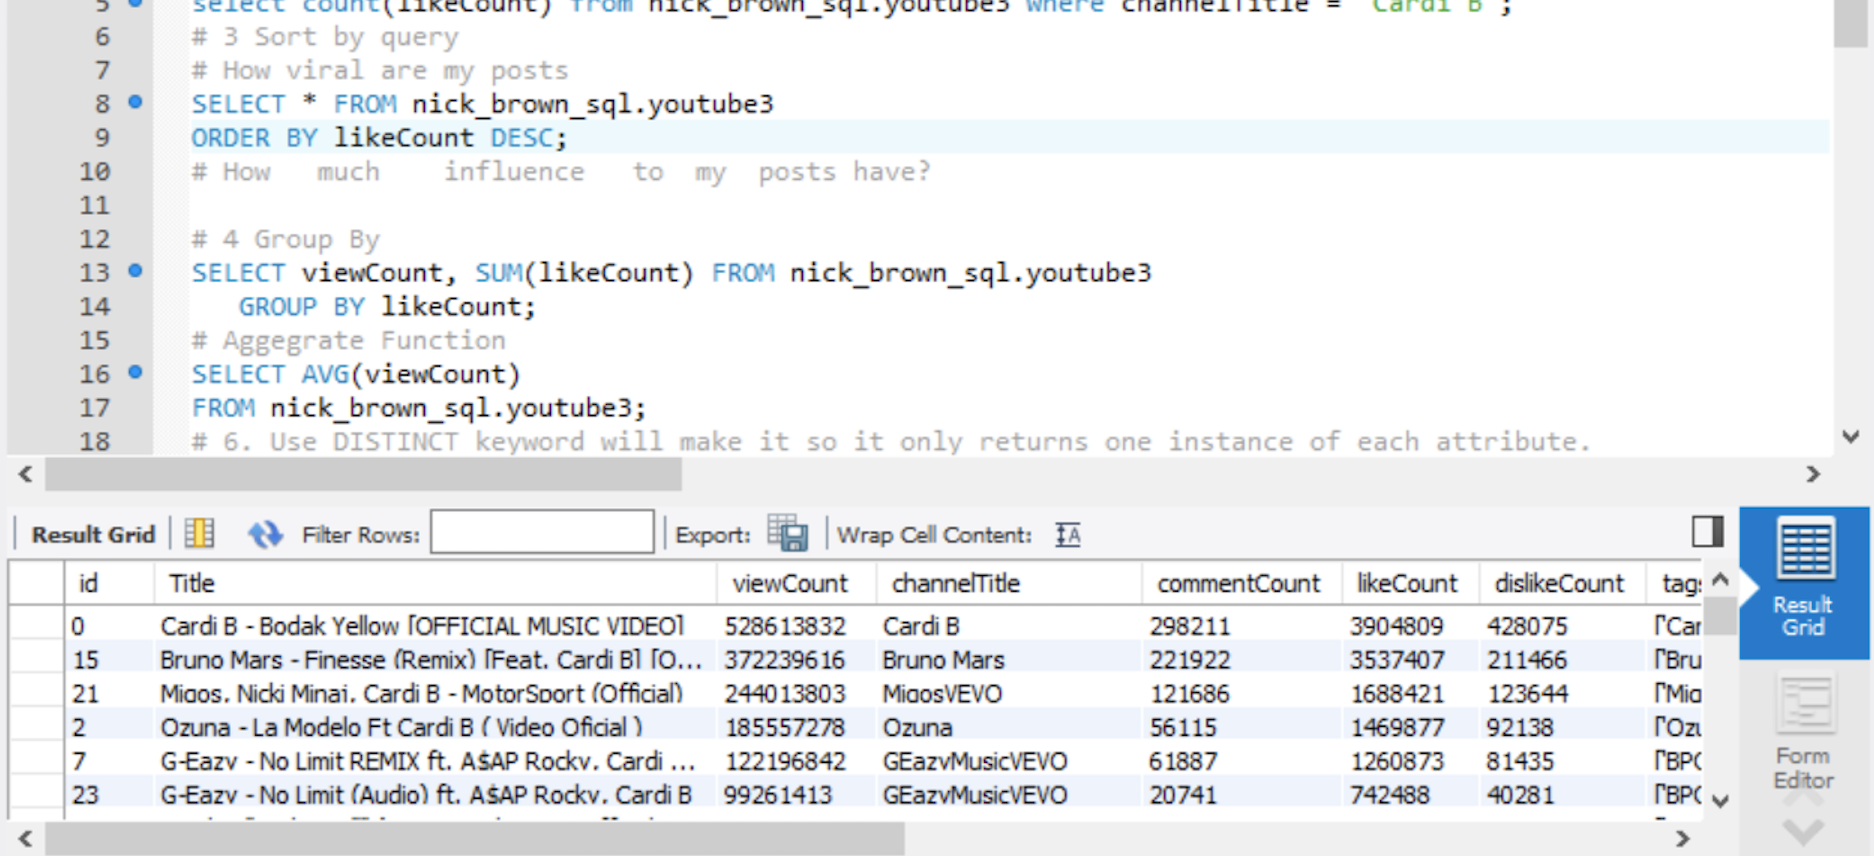 5 select count(likeCount) from nick_brown_sql.youtube3 where channelTitle = "Cardi B";
6 # 3 Sort by query
7 # How viral are my posts
8 SELECT * FROM nick_brown_sql.youtube3
9 ORDER BY likeCount DESC;
10 # How much influence to my posts have?
11
12 # 4 Group By
13 SELECT viewCount, SUM(likeCount) FROM nick_brown_sql.youtube3
14 GROUP BY likeCount;
15 # Aggegrate Function
16 SELECT AVG(viewCount)
17 FROM nick_brown_sql.youtube3;
18 # 6. Use DISTINCT keyword will make it so it only returns one instance of each attribute.
Result Grid Filter Rows: Export: Wrap Cell Content:
id Title viewCount channelTitle commentCount likeCount dislikeCount tags
0 Cardi B - Bodak Yellow [OFFICIAL MUSIC VIDEO] 528613832 Cardi B 298211 3904809 428075 ['Car
15 Bruno Mars - Finesse (Remix) [Feat. Cardi B] [O... 372239616 Bruno Mars 221922 3537407 211466 ['Bru
21 Migos, Nicki Minaj, Cardi B - MotorSport (Official) 244013803 MigosVEVO 121686 1688421 123644 ['Mig
2 Ozuna - La Modelo Ft Cardi B ( Video Oficial ) 185557278 Ozuna 56115 1469877 92138 ['Ozu
7 G-Eazy - No Limit REMIX ft. A$AP Rocky, Cardi ... 122196842 GEazyMusicVEVO 61887 1260873 81435 ['BPG
23 G-Eazy - No Limit (Audio) ft. A$AP Rocky, Cardi B 99261413 GEazyMusicVEVO 20741 742488 40281 ['BPG
Result
Grid
Form
Editor